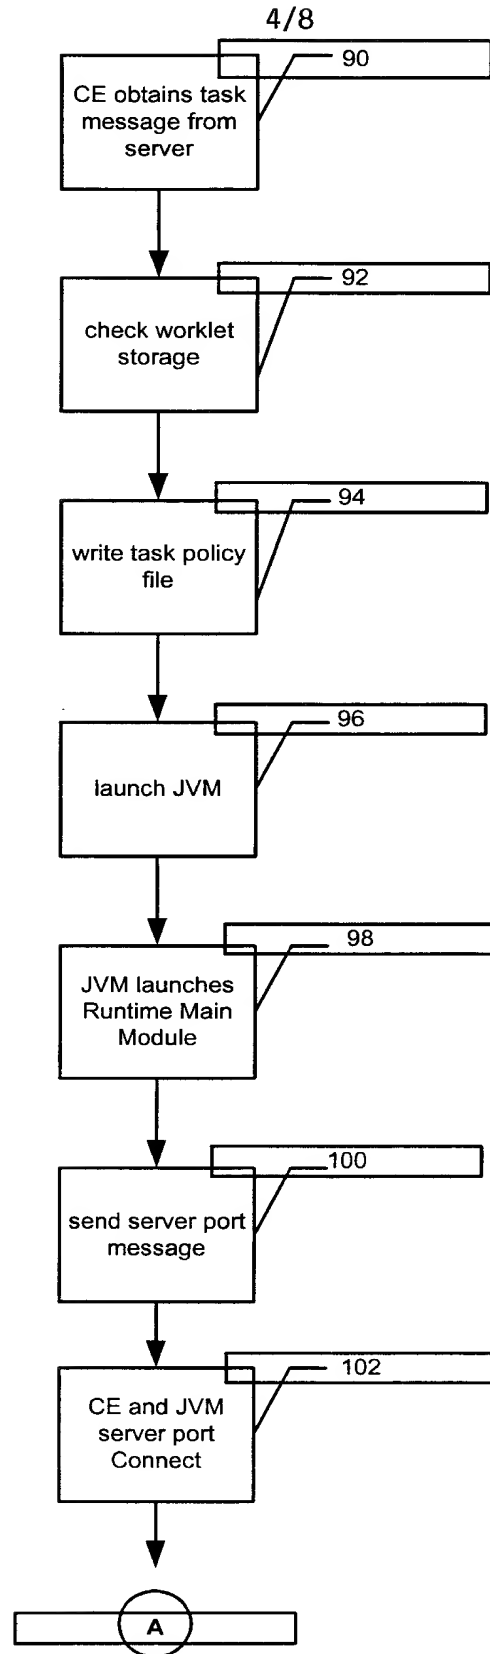 4/8
90
CE obtains task
message from
server
92
check worklet
storage
94
write task policy
file
96
launch JVM
98
JVM launches
Runtime Main
Module
100
send server port
message
102
CE and JVM
server port
Connect
A